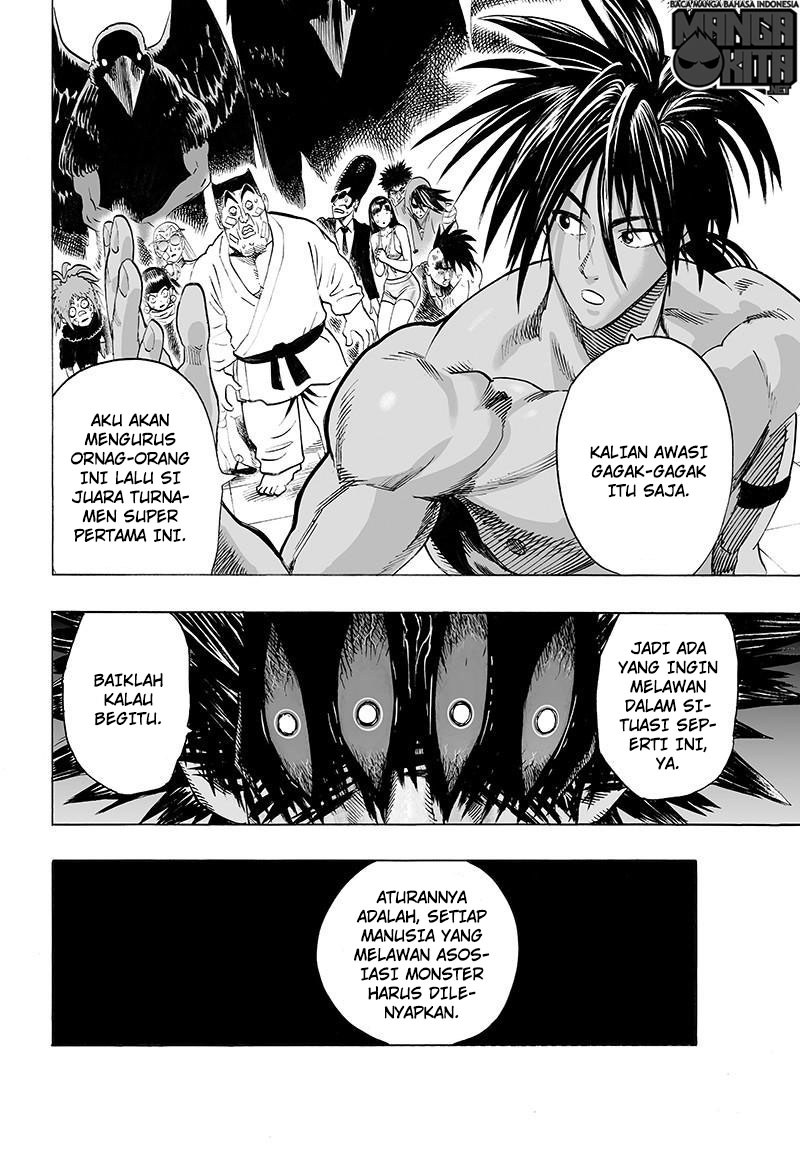 BACA MANGA BAHASA INDONESIA
MANGA
KITA
.NET
KALIAN AWASI
GAGAK-GAGAK
ITU SAJA.
AKU AKAN
MENGURUS
ORNAG-ORANG
INI LALU SI
JUARA TURNA-
MEN SUPER
PERTAMA INI.
JADI ADA
YANG INGIN
MELAWAN
DALAM SI-
TUASI SEP-
ERTI INI,
YA.
BAIKLAH
KALAU
BEGITU.
ATURANNYA
ADALAH, SETIAP
MANUSIA YANG
MELAWAN ASOS-
IASI MONSTER
HARUS DILE-
NYAPKAN.